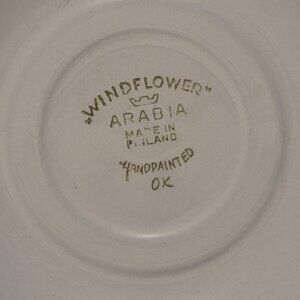 „WINDFLOWER"
ARABIA
MADE IN
FINLAND
HANDPAINTED
OK